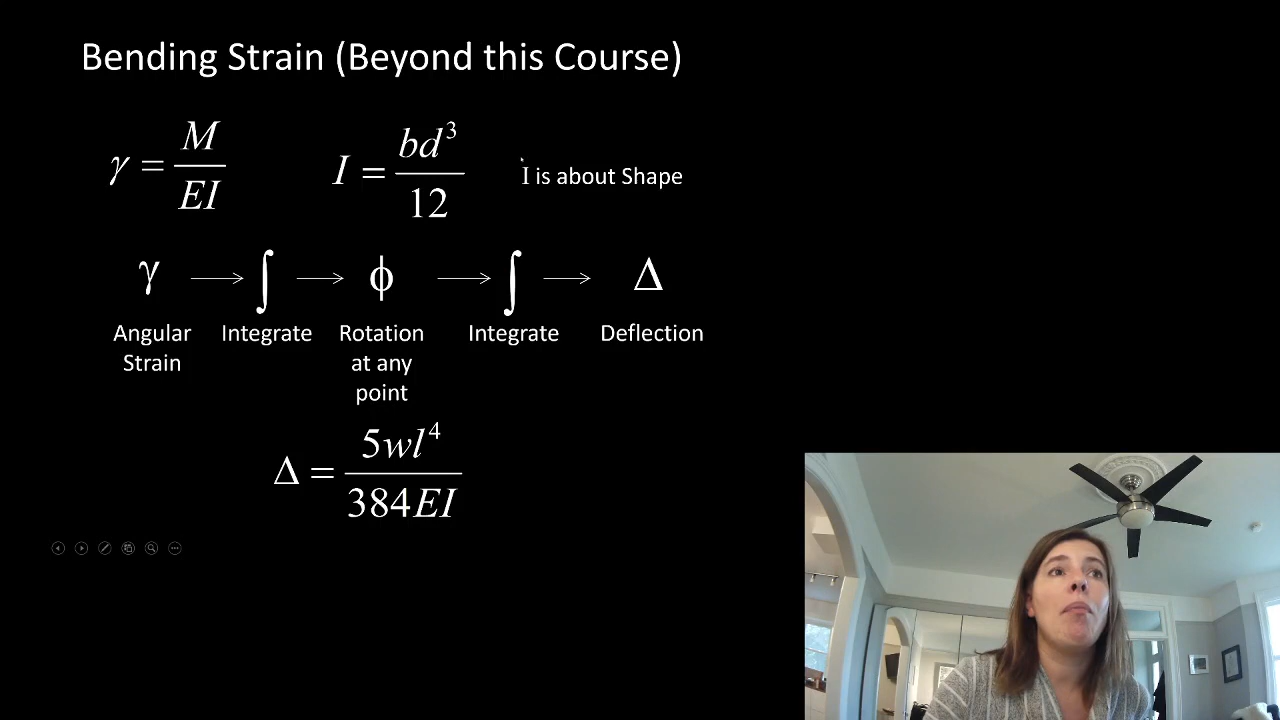 Bending Strain (Beyond this Course)
γ = M / EI
I = bd³ / 12
I is about Shape
γ → ∫ → ϕ → ∫ → Δ
Angular Strain
Integrate
Rotation at any point
Integrate
Deflection
Δ = 5wl⁴ / 384EI